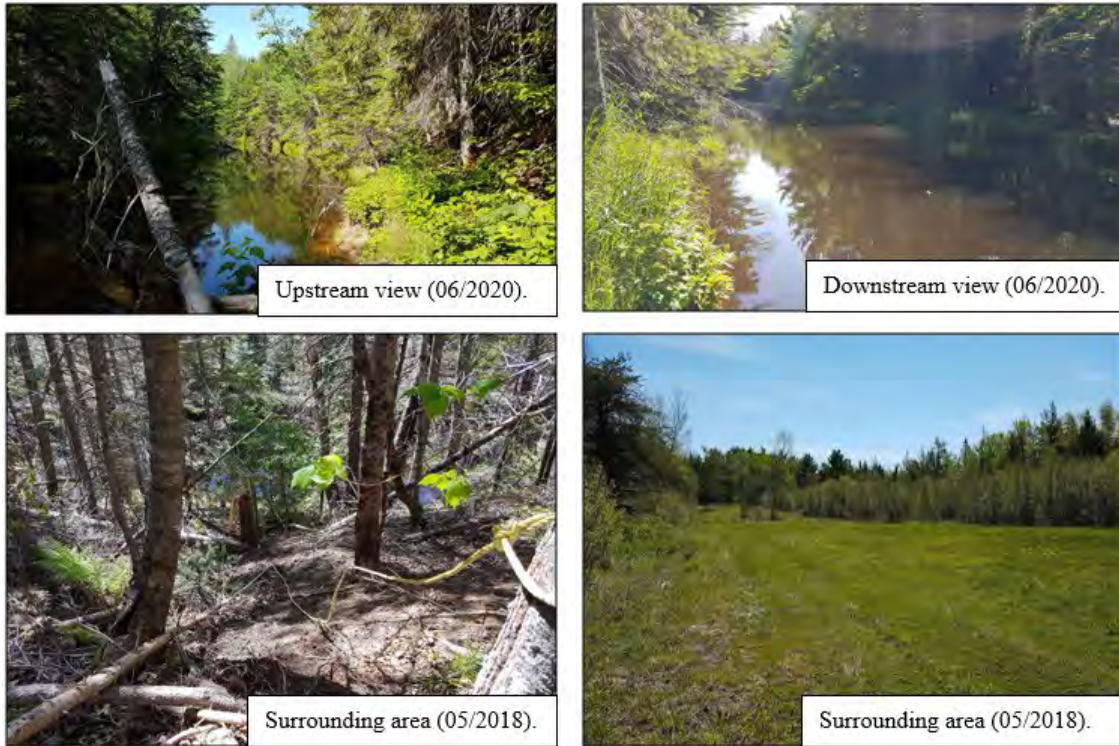 Upstream view (06/2020).
Downstream view (06/2020).
Surrounding area (05/2018).
Surrounding area (05/2018).